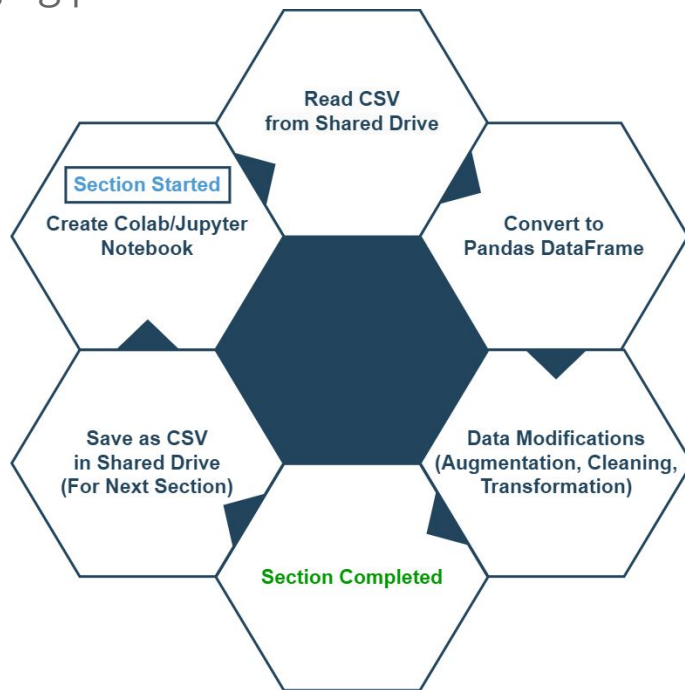 Read CSV
from Shared Drive
Section Started
Create Colab/Jupyter
Notebook
Convert to
Pandas DataFrame
Save as CSV
in Shared Drive
(For Next Section)
Data Modifications
(Augmentation, Cleaning,
Transformation)
Section Completed